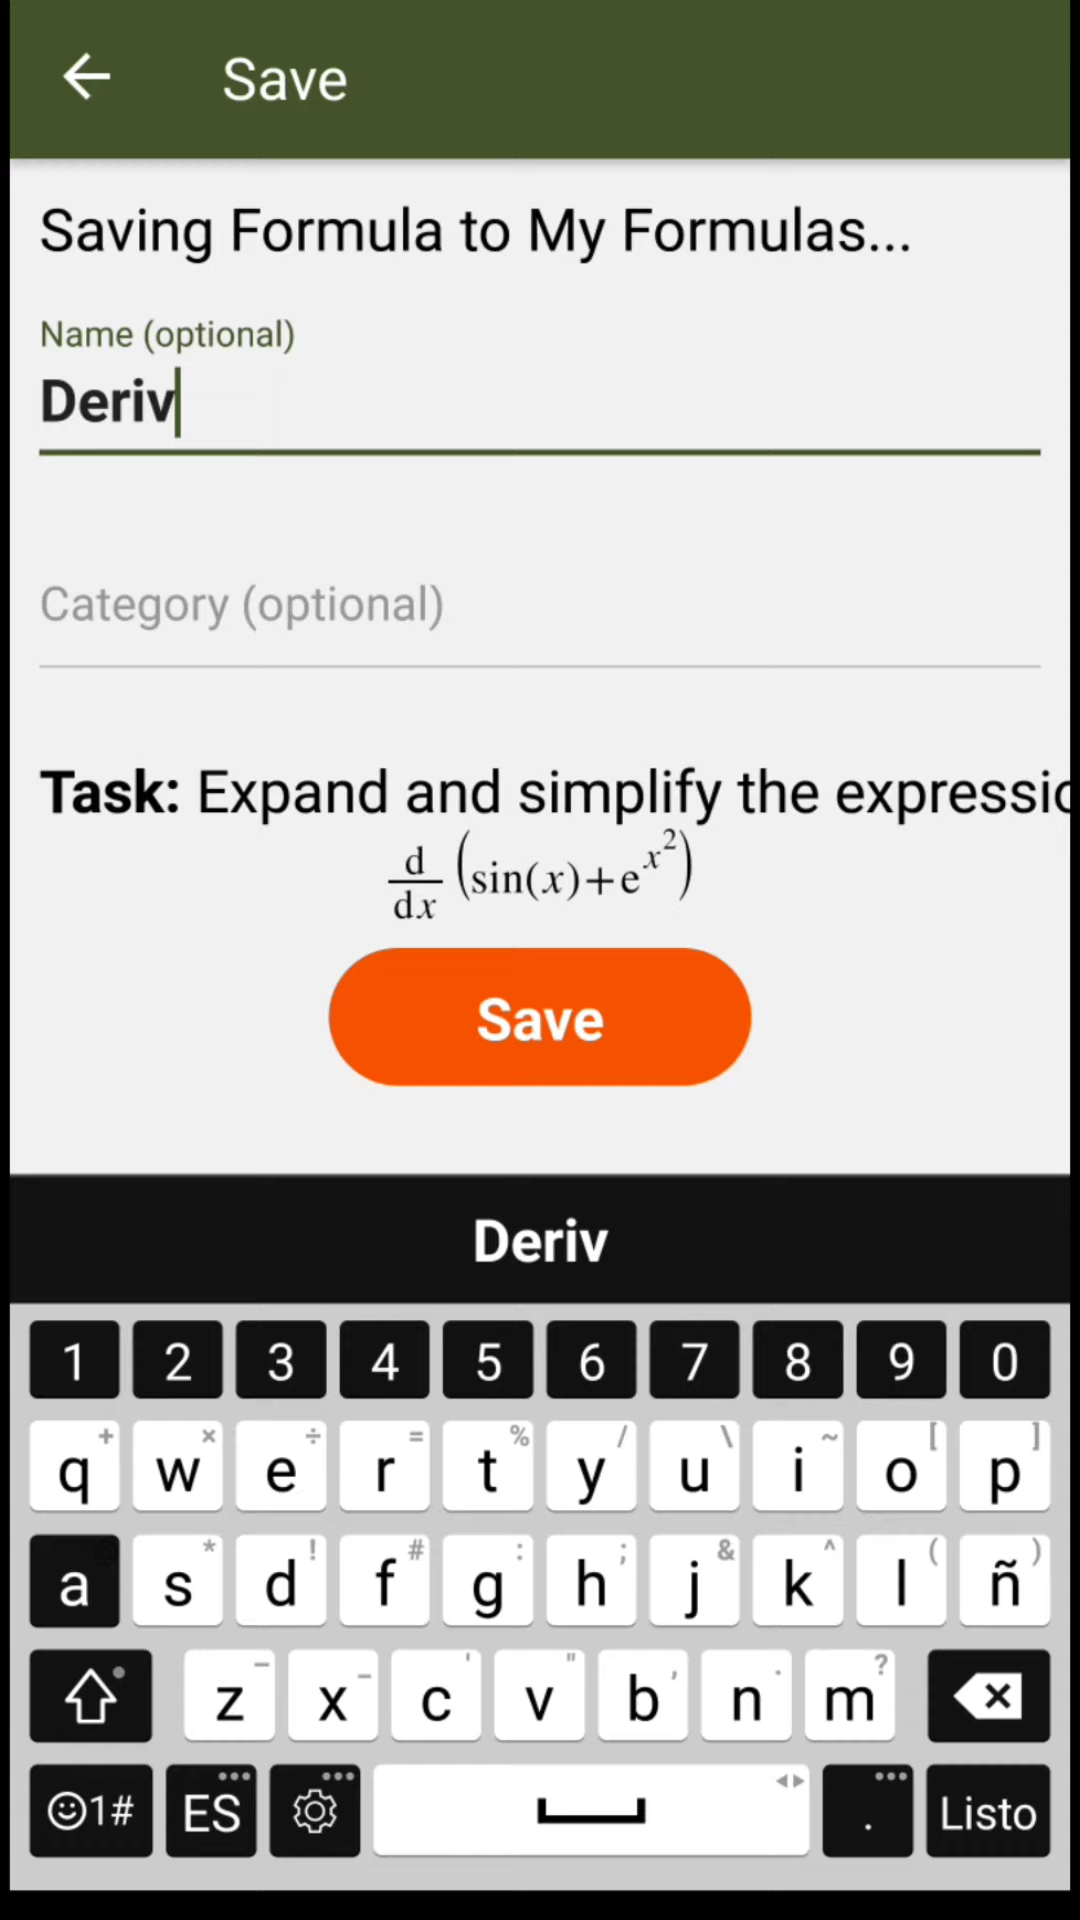 Save
Saving Formula to My Formulas...
Name (optional)
Deriv
Category (optional)
Task: Expand and simplify the expressio
d/dx (sin(x)+e^x^2)
Save
Deriv
1 2 3 4 5 6 7 8 9 0
+ × ÷ = % / \ ~ [ ]
q w e r t y u i o p
* ! # : ; & ^ ( )
a s d f g h j k l ñ
– _ ' " , . ?
z x c v b n m
1# ES . Listo